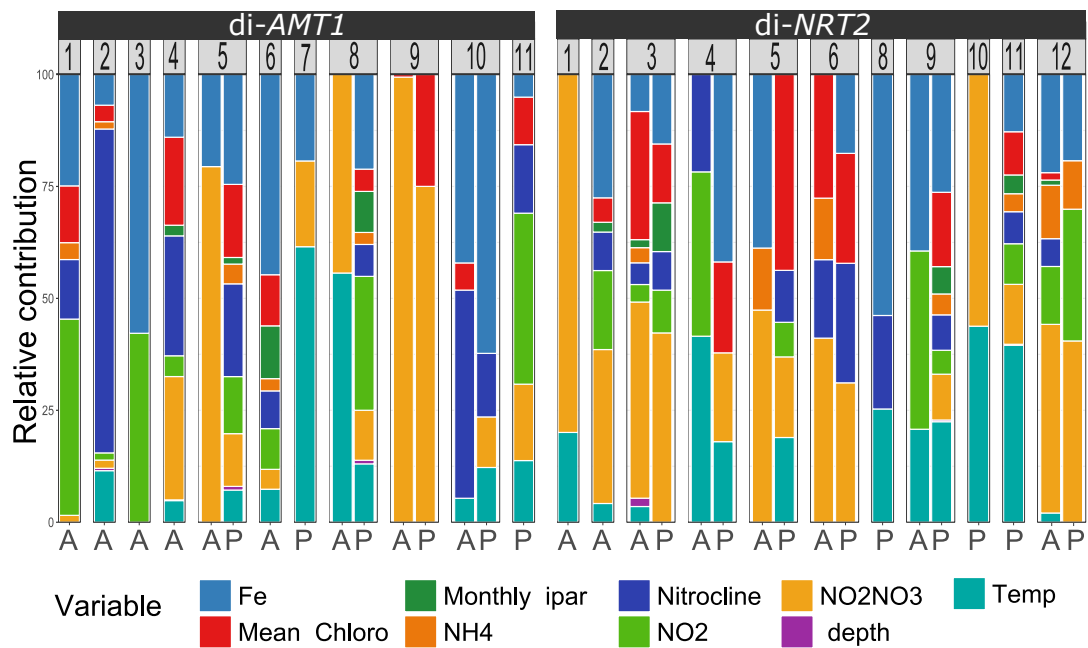 di-AMT1 di-NRT2
1 2 3 4 5 6 7 8 9 10 11 1 2 3 4 5 6 8 9 10 11 12
100
75
50
25
0
Relative contribution
A A A A A P A A A P A P A P P A A A P A P A P A P P A P P P A P
Variable
Fe Monthly ipar Nitrocline NO2NO3 Temp
Mean Chloro NH4 NO2 depth